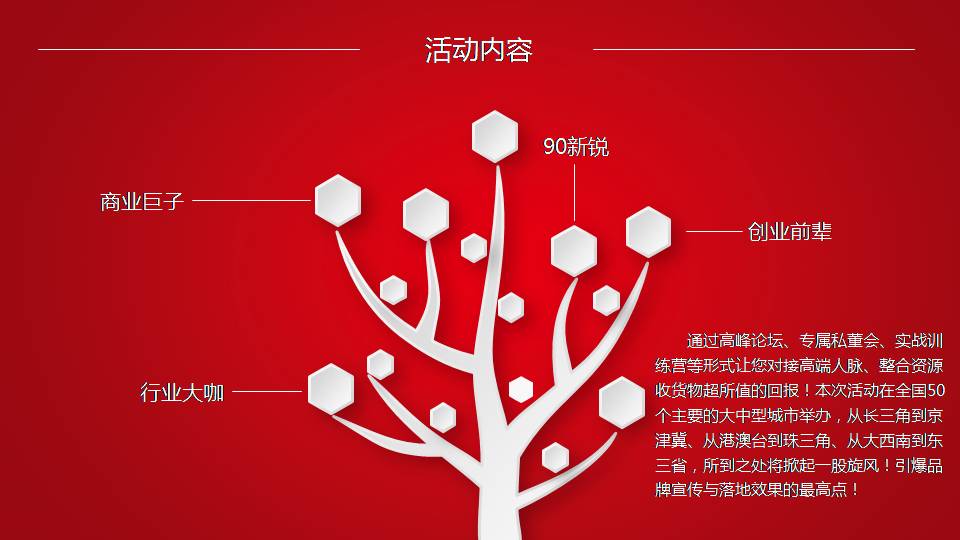 活动内容
90新锐
商业巨子
创业前辈
行业大咖
通过高峰论坛、专属私董会、实战训
练营等形式让您对接高端人脉、整合资源
收货物超所值的回报！本次活动在全国50
个主要的大中型城市举办，从长三角到京
津冀、从港澳台到珠三角、从大西南到东
三省，所到之处将掀起一股旋风！引爆品
牌宣传与落地效果的最高点！